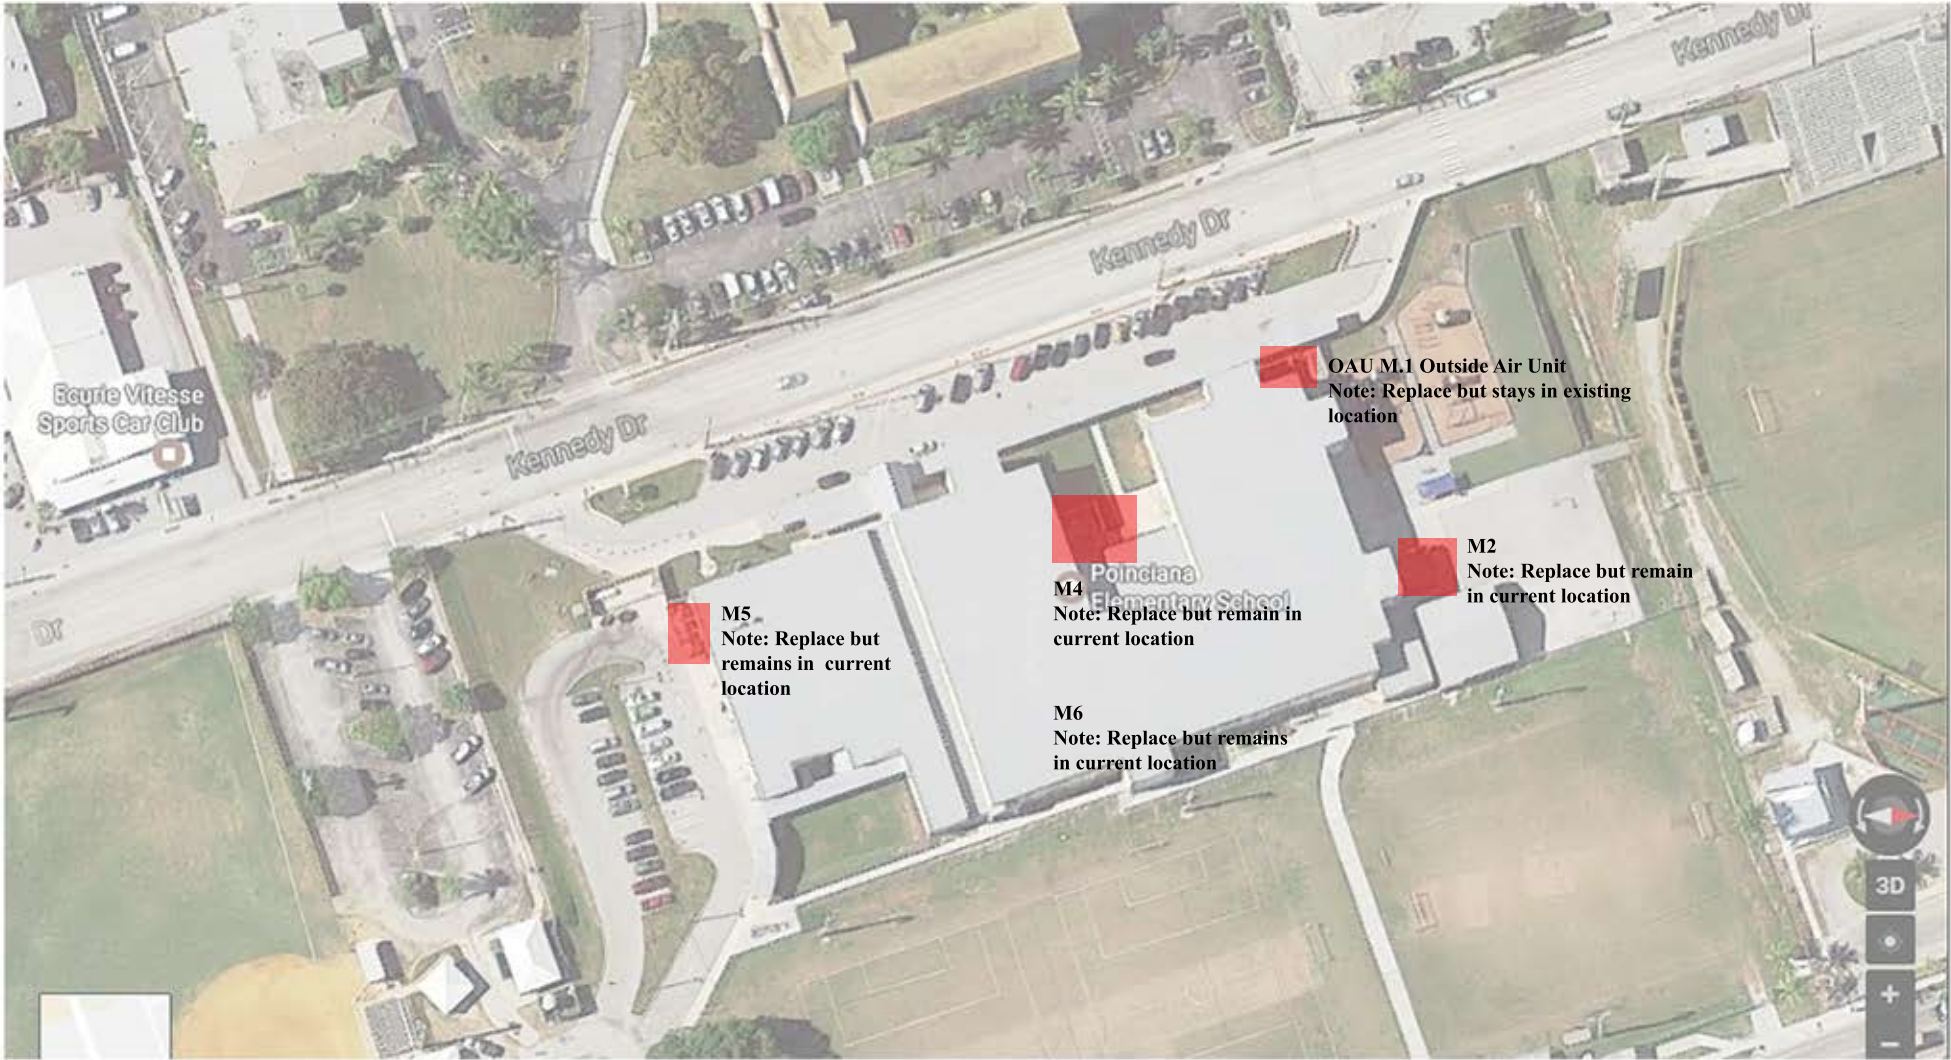 Kennedy Dr
Kennedy Dr
OAU M.1 Outside Air Unit
Note: Replace but stays in existing
location
Ecurie Vitesse
Sports Car Club
Kennedy Dr
M2
Note: Replace but remain
in current location
Poinciana
Elementary School
M4
Note: Replace but remain in
current location
M5
Note: Replace but
remains in current
location
Dr
M6
Note: Replace but remains
in current location
3D
+
−